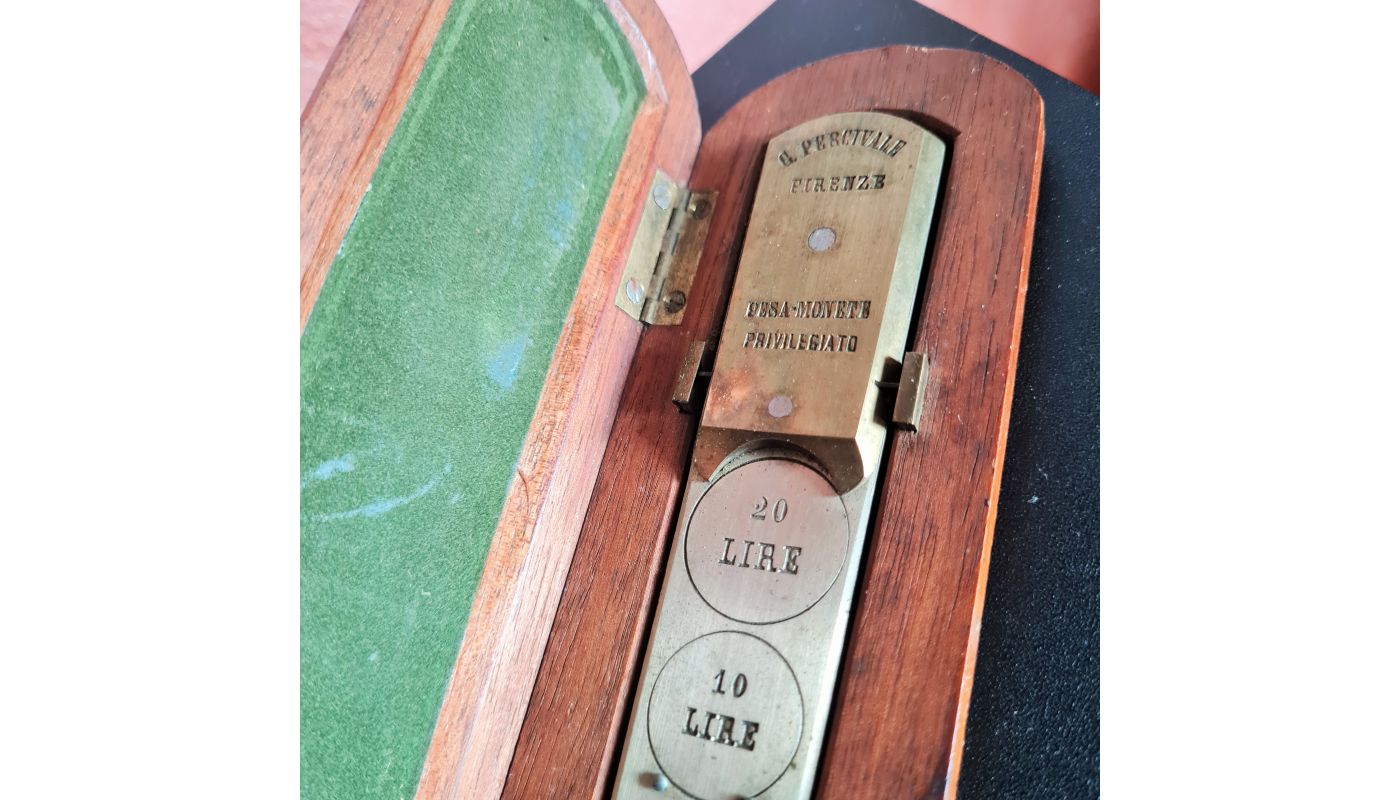 G. PERCIVALE
FIRENZE
PESA-MONETE
PRIVILEGIATO
20
LIRE
10
LIRE